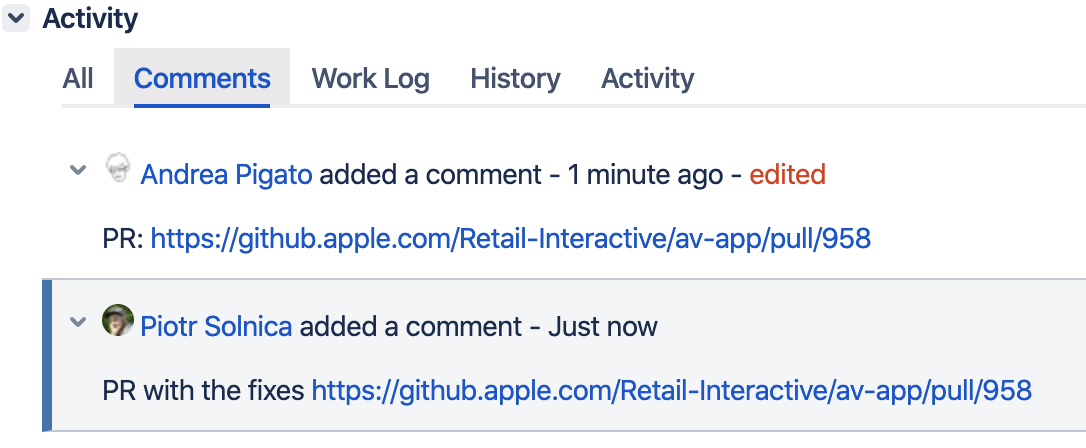 Activity
All Comments Work Log History Activity
Andrea Pigato added a comment - 1 minute ago - edited
PR: https://github.apple.com/Retail-Interactive/av-app/pull/958
Piotr Solnica added a comment - Just now
PR with the fixes https://github.apple.com/Retail-Interactive/av-app/pull/958